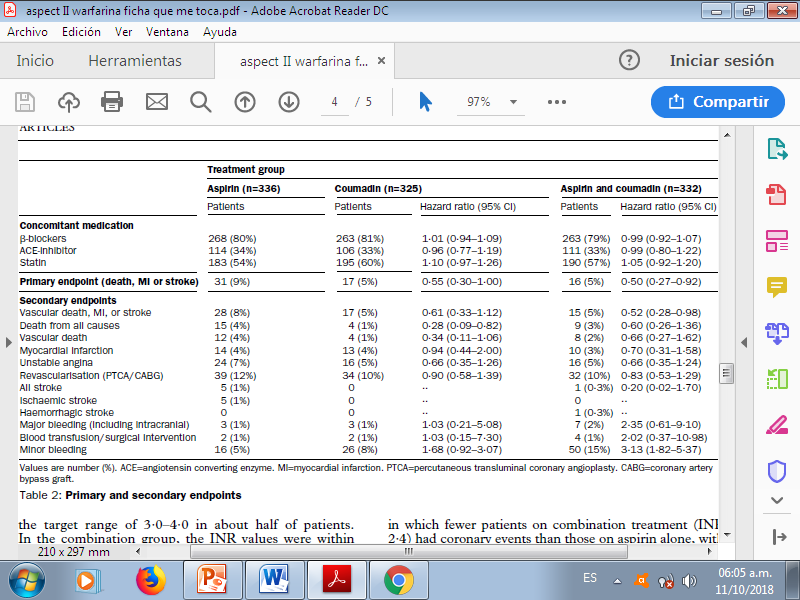 aspect II warfarina ficha que me toca.pdf - Adobe Acrobat Reader DC
Archivo Edición Ver Ventana Ayuda
Inicio Herramientas aspect II warfarina f... × ? Iniciar sesión
4 / 5 97% Compartir
ARTICLES
Treatment group
Aspirin (n=336) Coumadin (n=325) Aspirin and coumadin (n=332)
Patients Patients Hazard ratio (95% CI) Patients Hazard ratio (95% CI)
Concomitant medication
β-blockers 268 (80%) 263 (81%) 1·01 (0·94–1·09) 263 (79%) 0·99 (0·92–1·07)
ACE-inhibitor 114 (34%) 106 (33%) 0·96 (0·77–1·19) 111 (33%) 0·99 (0·80–1·22)
Statin 183 (54%) 195 (60%) 1·10 (0·97–1·26) 190 (57%) 1·05 (0·92–1·20)
Primary endpoint (death, MI or stroke) 31 (9%) 17 (5%) 0·55 (0·30–1·00) 16 (5%) 0·50 (0·27–0·92)
Secondary endpoints
Vascular death, MI, or stroke 28 (8%) 17 (5%) 0·61 (0·33–1·12) 15 (5%) 0·52 (0·28–0·98)
Death from all causes 15 (4%) 4 (1%) 0·28 (0·09–0·82) 9 (3%) 0·60 (0·26–1·36)
Vascular death 12 (4%) 4 (1%) 0·34 (0·11–1·06) 8 (2%) 0·66 (0·27–1·62)
Myocardial infarction 14 (4%) 13 (4%) 0·94 (0·44–2·00) 10 (3%) 0·70 (0·31–1·58)
Unstable angina 24 (7%) 16 (5%) 0·66 (0·35–1·26) 16 (5%) 0·66 (0·35–1·24)
Revascularisation (PTCA/CABG) 39 (12%) 34 (10%) 0·90 (0·58–1·39) 32 (10%) 0·83 (0·53–1·29)
All stroke 5 (1%) 0 ·· 1 (0·3%) 0·20 (0·02–1·70)
Ischaemic stroke 5 (1%) 0 ·· 0 ··
Haemorrhagic stroke 0 0 ·· 1 (0·3%) ··
Major bleeding (including intracranial) 3 (1%) 3 (1%) 1·03 (0·21–5·08) 7 (2%) 2·35 (0·61–9·10)
Blood transfusion/surgical intervention 2 (1%) 2 (1%) 1·03 (0·15–7·30) 4 (1%) 2·02 (0·37–10·98)
Minor bleeding 16 (5%) 26 (8%) 1·68 (0·92–3·07) 50 (15%) 3·13 (1·82–5·37)
Values are number (%). ACE=angiotensin converting enzyme. MI=myocardial infarction. PTCA=percutaneous transluminal coronary angioplasty. CABG=coronary artery
bypass graft.
Table 2: Primary and secondary endpoints
the target range of 3·0–4·0 in about half of patients.
In the combination group, the INR values were within
in which fewer patients on combination treatment (INR
2·4) had coronary events than those on aspirin alone, with
210 x 297 mm
ES 06:05 a.m.
11/10/2018